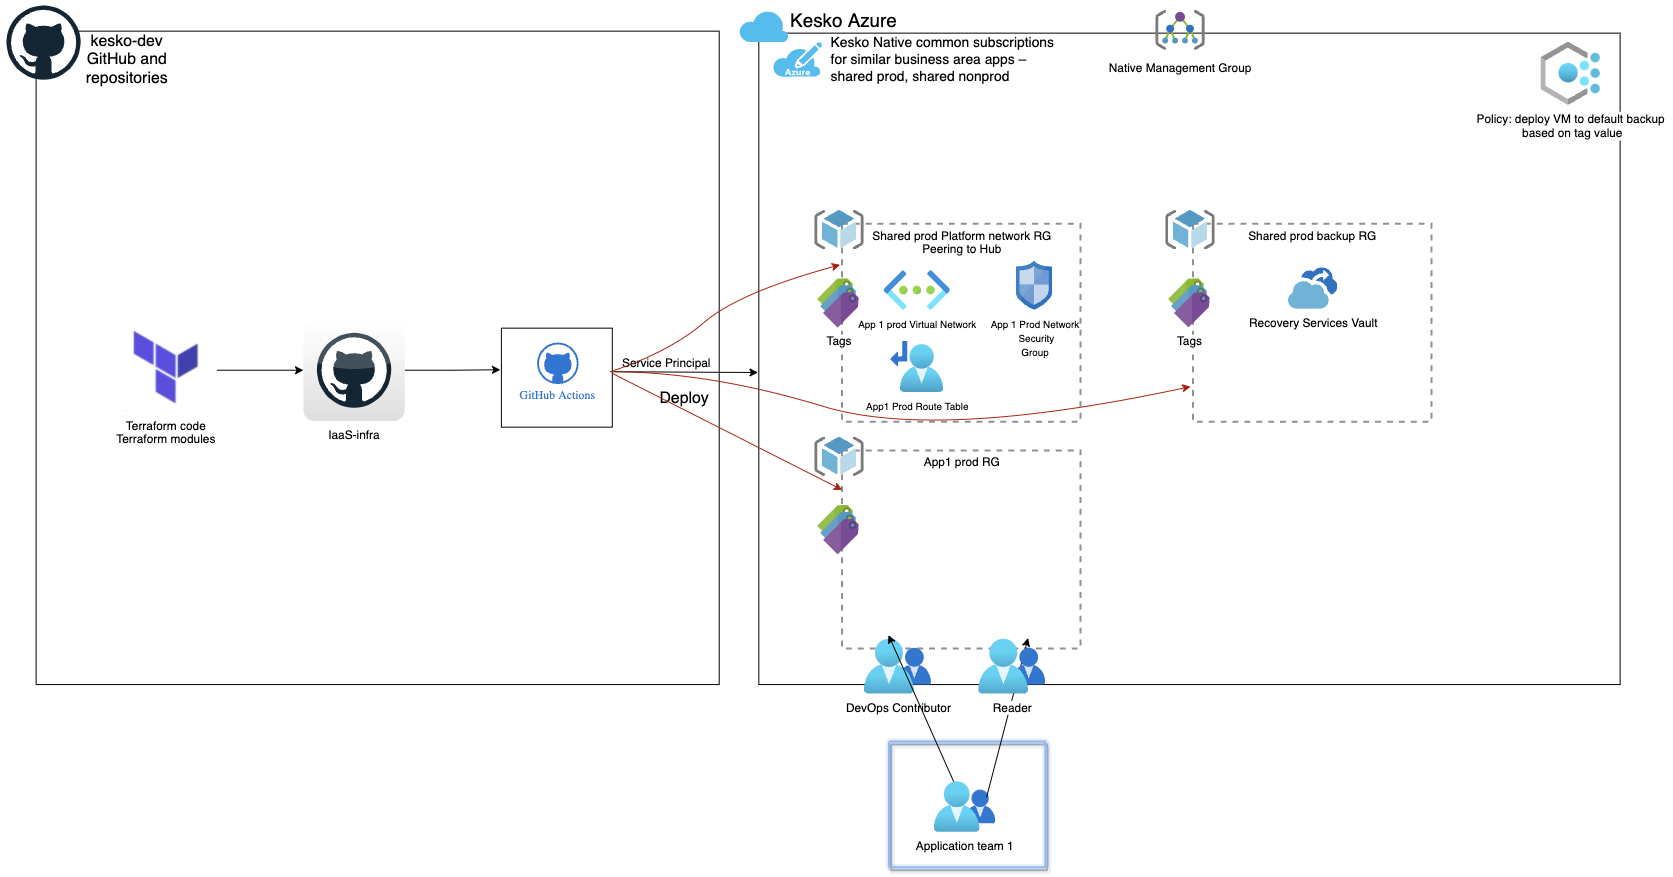 kesko-dev
GitHub and
repositories
Kesko Azure
Kesko Native common subscriptions
for similar business area apps –
shared prod, shared nonprod
Azure
Native Management Group
Policy: deploy VM to default backup
based on tag value
Shared prod Platform network RG
Peering to Hub
Shared prod backup RG
App 1 prod Virtual Network
App 1 Prod Network
Security
Group
Tags
Recovery Services Vault
Tags
Service Principal
Deploy
GitHub Actions
App1 Prod Route Table
Terraform code
Terraform modules
IaaS-infra
App1 prod RG
DevOps Contributor
Reader
Application team 1